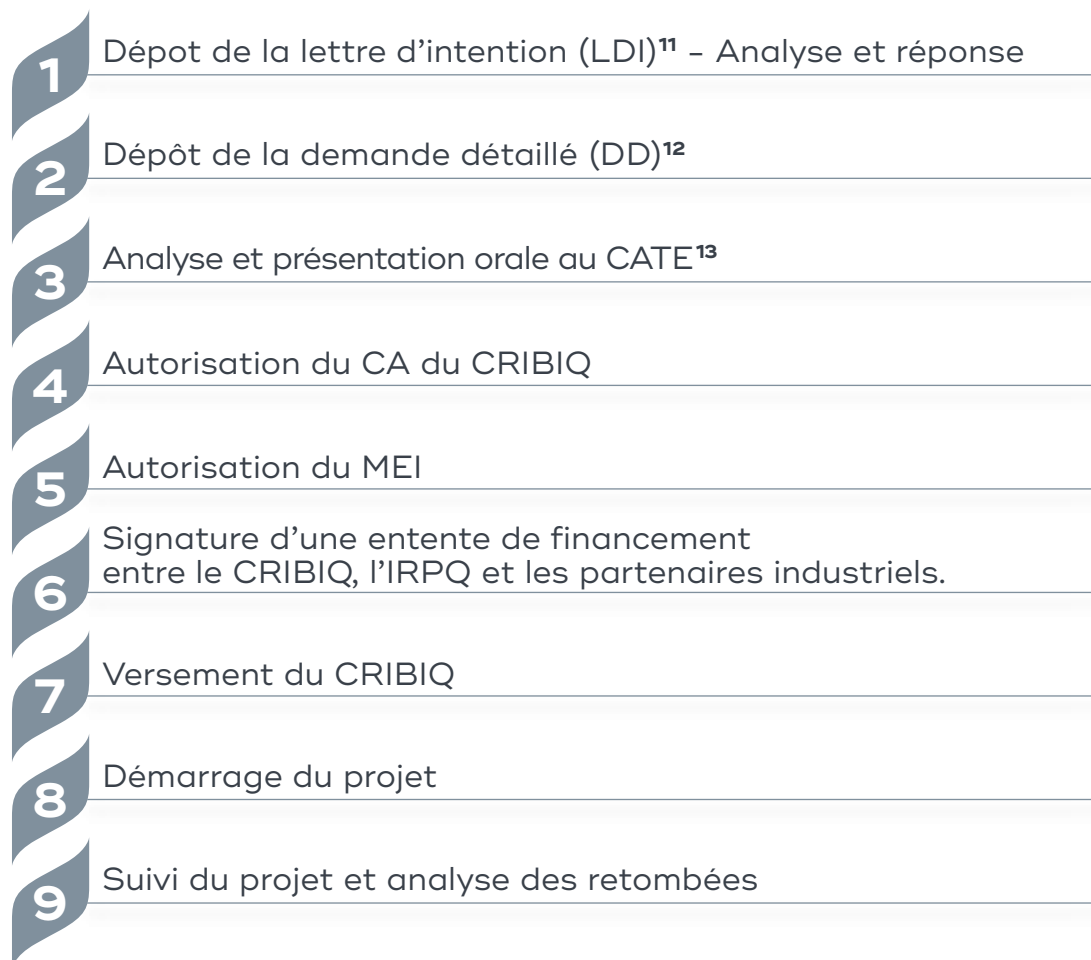 1
Dépot de la lettre d’intention (LDI)¹¹ – Analyse et réponse
2
Dépôt de la demande détaillé (DD)¹²
3
Analyse et présentation orale au CATE¹³
4
Autorisation du CA du CRIBIQ
5
Autorisation du MEI
6
Signature d’une entente de financement
entre le CRIBIQ, l’IRPQ et les partenaires industriels.
7
Versement du CRIBIQ
8
Démarrage du projet
9
Suivi du projet et analyse des retombées